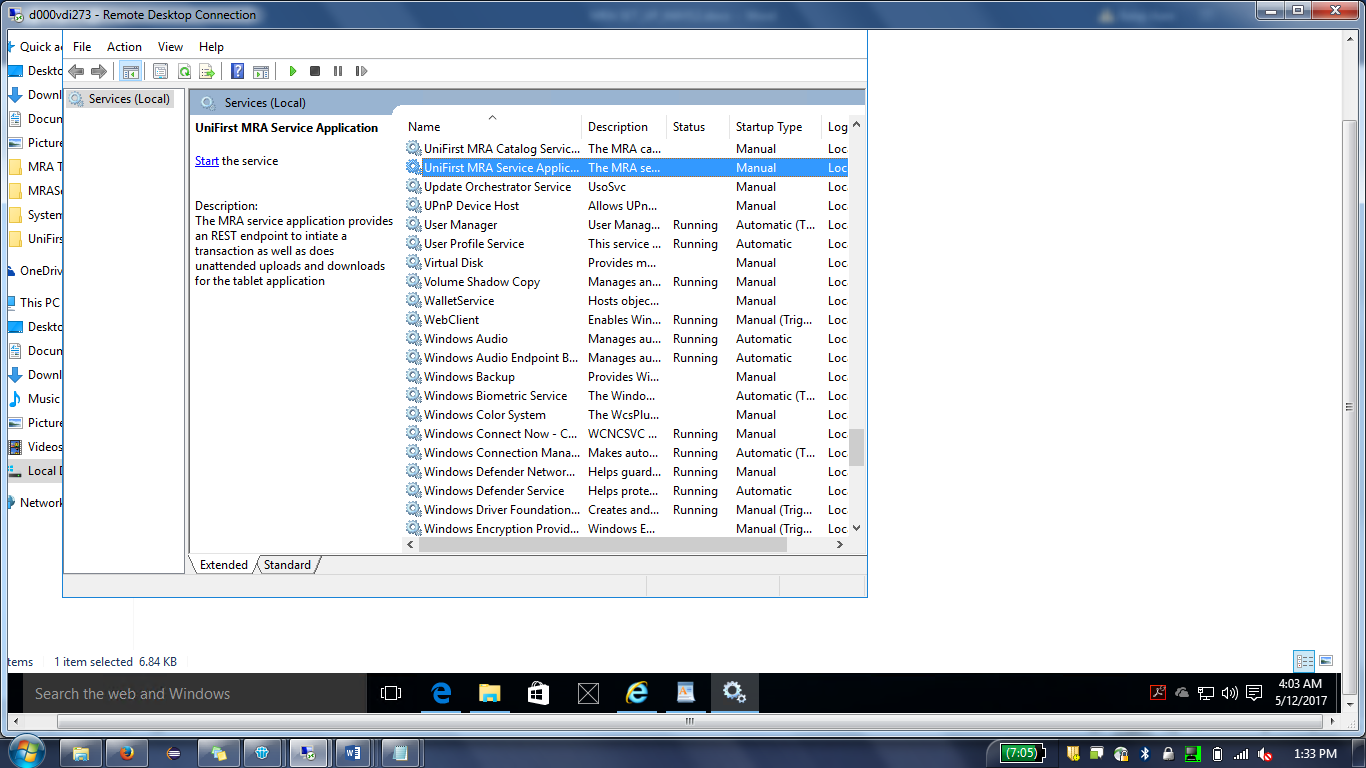 d000vdi273 - Remote Desktop Connection
File Action View Help
Quick a
Deskt
Downl
Docum
Picture
MRA T
MRASe
System
UniFirs
OneDriv
This PC
Deskto
Docum
Downl
Music
Picture
Videos
Local D
Network
Services (Local)
Services (Local)
UniFirst MRA Service Application
Start the service
Description:
The MRA service application provides
an REST endpoint to intiate a
transaction as well as does
unattended uploads and downloads
for the tablet application
Name Description Status Startup Type Log
UniFirst MRA Catalog Servic... The MRA ca... Manual Loc
UniFirst MRA Service Applic... The MRA se... Manual Loc
Update Orchestrator Service UsoSvc Manual Loc
UPnP Device Host Allows UPn... Manual Loc
User Manager User Manag... Running Automatic (T... Loc
User Profile Service This service ... Running Automatic Loc
Virtual Disk Provides m... Manual Loc
Volume Shadow Copy Manages an... Running Manual Loc
WalletService Hosts objec... Manual Loc
WebClient Enables Win... Running Manual (Trig... Loc
Windows Audio Manages au... Running Automatic Loc
Windows Audio Endpoint B... Manages au... Running Automatic Loc
Windows Backup Provides Wi... Manual Loc
Windows Biometric Service The Windo... Automatic (T... Loc
Windows Color System The WcsPlu... Manual Loc
Windows Connect Now - C... WCNCSVC ... Running Manual Loc
Windows Connection Mana... Makes auto... Running Automatic (T... Loc
Windows Defender Networ... Helps guard... Running Manual Loc
Windows Defender Service Helps prote... Running Automatic Loc
Windows Driver Foundation... Creates and... Running Manual (Trig... Loc
Windows Encryption Provid... Windows E... Manual (Trig... Loc
Extended Standard
tems 1 item selected 6.84 KB
Search the web and Windows
4:03 AM
5/12/2017
(7:05)
1:33 PM